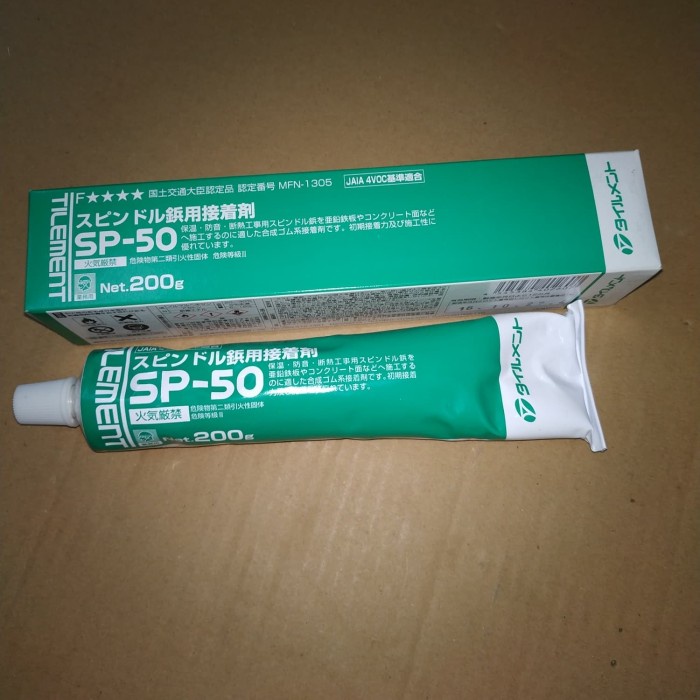 F★★★★ 国土交通大臣認定品 認定番号 MFN-1305 JAIA 4VOC基準適合
TILEMENT
スピンドル鋲用接着剤
SP-50
保温・防音・断熱工事用スピンドル鋲を亜鉛鉄板やコンクリート面など
へ施工するのに適した合成ゴム系接着剤です。初期接着力及び施工性に
優れています。
火気厳禁 危険物第二類引火性固体 危険等級Ⅱ
Net.200g
タイルメント
TILEMENT
スピンドル鋲用接着剤
SP-50
保温・防音・断熱工事用スピンドル鋲を
亜鉛鉄板やコンクリート面などへ施工する
のに適した合成ゴム系接着剤です。初期接着
火気厳禁 危険物第二類引火性固体
危険等級Ⅱ
Net.200g
タイルメント